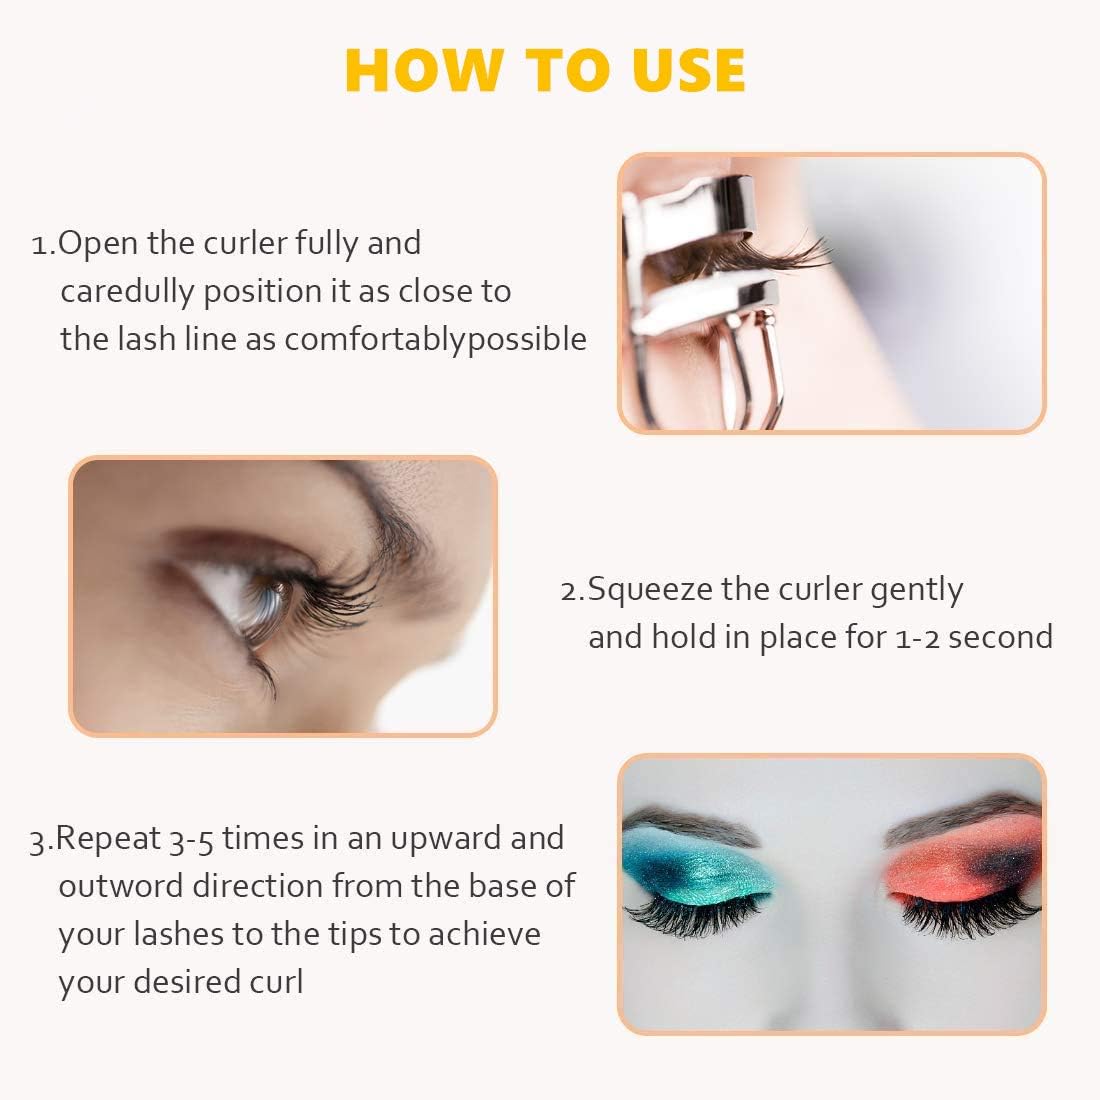 HOW TO USE
1.Open the curler fully and
caredully position it as close to
the lash line as comfortablypossible
2.Squeeze the curler gently
and hold in place for 1-2 second
3.Repeat 3-5 times in an upward and
outword direction from the base of
your lashes to the tips to achieve
your desired curl